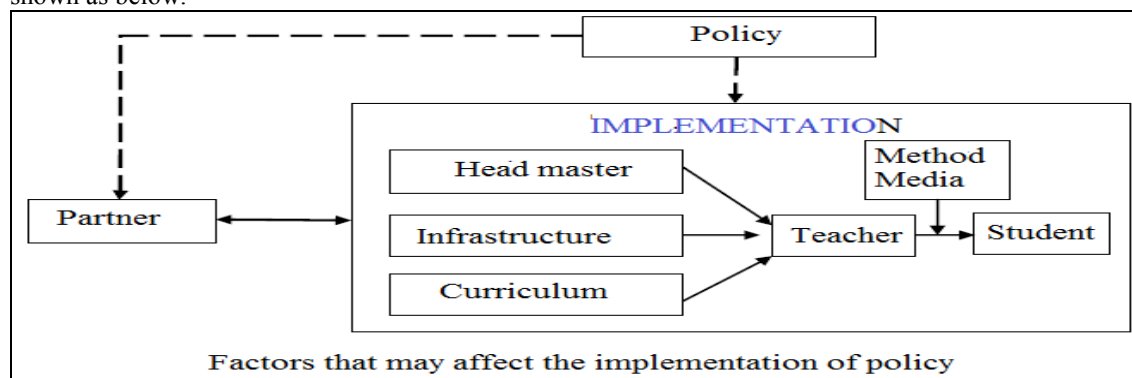 shown as below.
Policy
IMPLEMENTATION
Head master
Method
Media
Partner
Infrastructure
Teacher
Student
Curriculum
Factors that may affect the implementation of policy